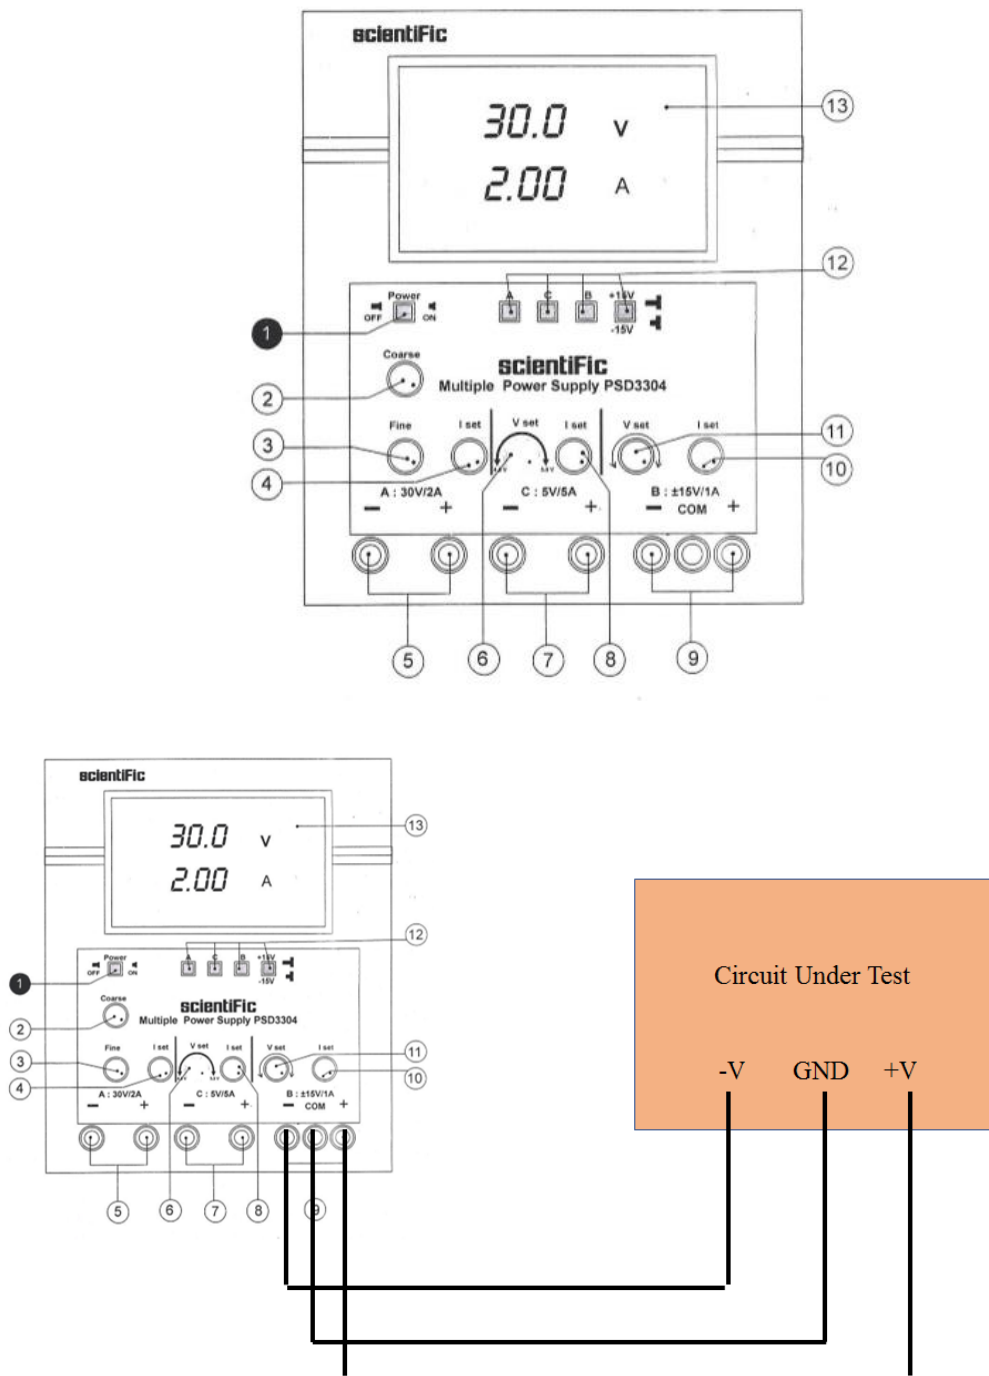 scientiFic
30.0 V
2.00 A
13
12
Power
OFF ON
A C B +15V
-15V
1
scientiFic
Multiple Power Supply PSD3304
Coarse
2
Fine I set V set I set V set I set
3
4
11
10
A : 30V/2A C : 5V/5A B : ±15V/1A
− + − + − COM +
5 6 7 8 9
scientiFic
30.0 V
2.00 A
13
12
Power
OFF ON
A C B +15V
-15V
1
Coarse
scientiFic
Multiple Power Supply PSD3304
2
Fine I set V set I set V set I set
3
4
11
10
A : 30V/2A C : 5V/5A B : ±15V/1A
− + − + − COM +
5 6 7 8 9
Circuit Under Test
-V GND +V